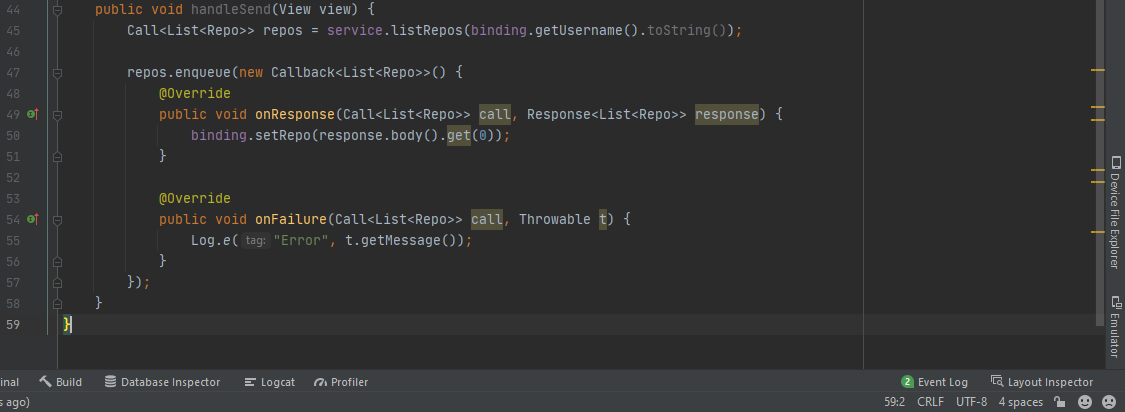 44 public void handleSend(View view) {
45 Call<List<Repo>> repos = service.listRepos(binding.getUsername().toString());
46
47 repos.enqueue(new Callback<List<Repo>>() {
48 @Override
49 public void onResponse(Call<List<Repo>> call, Response<List<Repo>> response) {
50 binding.setRepo(response.body().get(0));
51 }
52
53 @Override
54 public void onFailure(Call<List<Repo>> call, Throwable t) {
55 Log.e( tag: "Error", t.getMessage());
56 }
57 });
58 }
59 }
Device File Explorer
Emulator
inal Build Database Inspector Logcat Profiler 2 Event Log Layout Inspector
s ago) 59:2 CRLF UTF-8 4 spaces